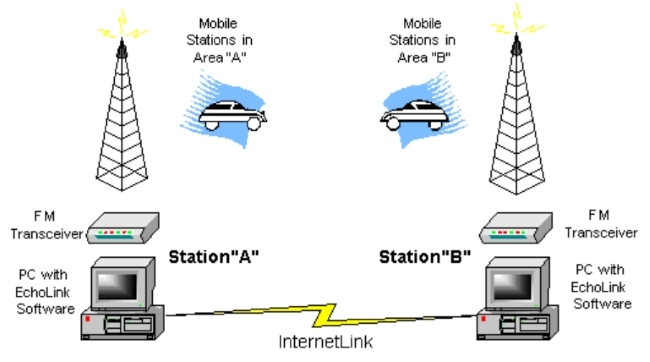 Mobile
Stations in
Area "A"
Mobile
Stations in
Area "B"
FM
Transceiver
Station"A"
PC with
EchoLink
Software
Station"B"
FM
Transceiver
PC with
EchoLink
Software
InternetLink